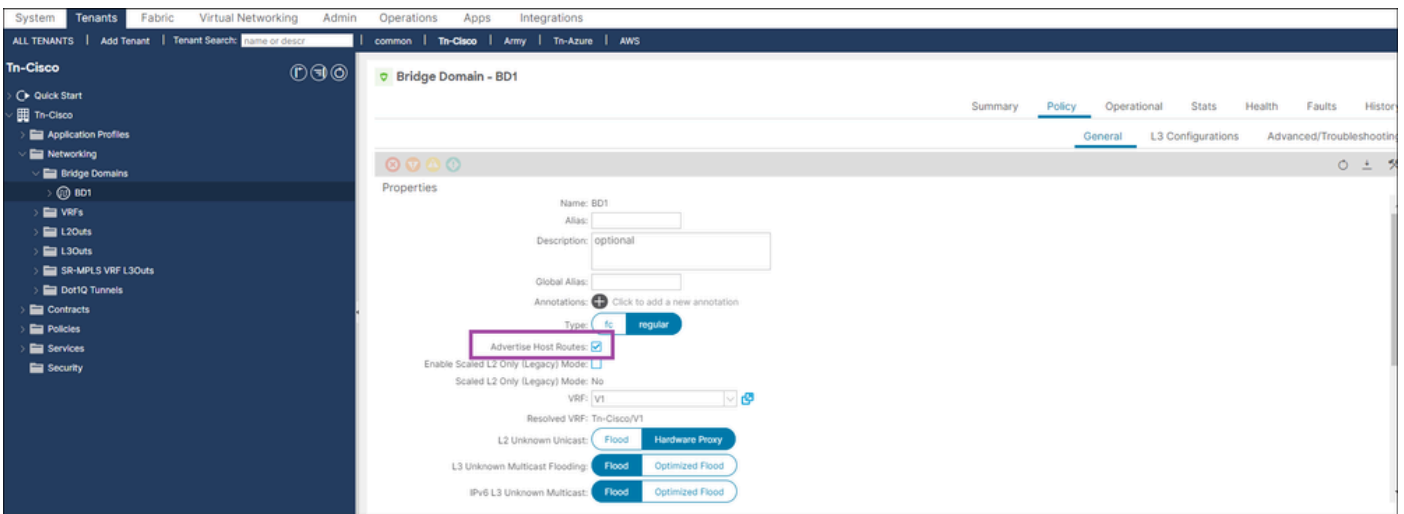 System Tenants Fabric Virtual Networking Admin Operations Apps Integrations
ALL TENANTS | Add Tenant | Tenant Search: name or descr | common | Tn-Cisco | Army | Tn-Azure | AWS
Tn-Cisco
Quick Start
Tn-Cisco
Application Profiles
Networking
Bridge Domains
BD1
VRFs
L2Outs
L3Outs
SR-MPLS VRF L3Outs
Dot1Q Tunnels
Contracts
Policies
Services
Security
Bridge Domain - BD1
Summary Policy Operational Stats Health Faults History
General L3 Configurations Advanced/Troubleshooting
Properties
Name: BD1
Alias:
Description: optional
Global Alias:
Annotations: Click to add a new annotation
Type: fc regular
Advertise Host Routes:
Enable Scaled L2 Only (Legacy) Mode:
Scaled L2 Only (Legacy) Mode: No
VRF: V1
Resolved VRF: Tn-Cisco/V1
L2 Unknown Unicast: Flood Hardware Proxy
L3 Unknown Multicast Flooding: Flood Optimized Flood
IPv6 L3 Unknown Multicast: Flood Optimized Flood